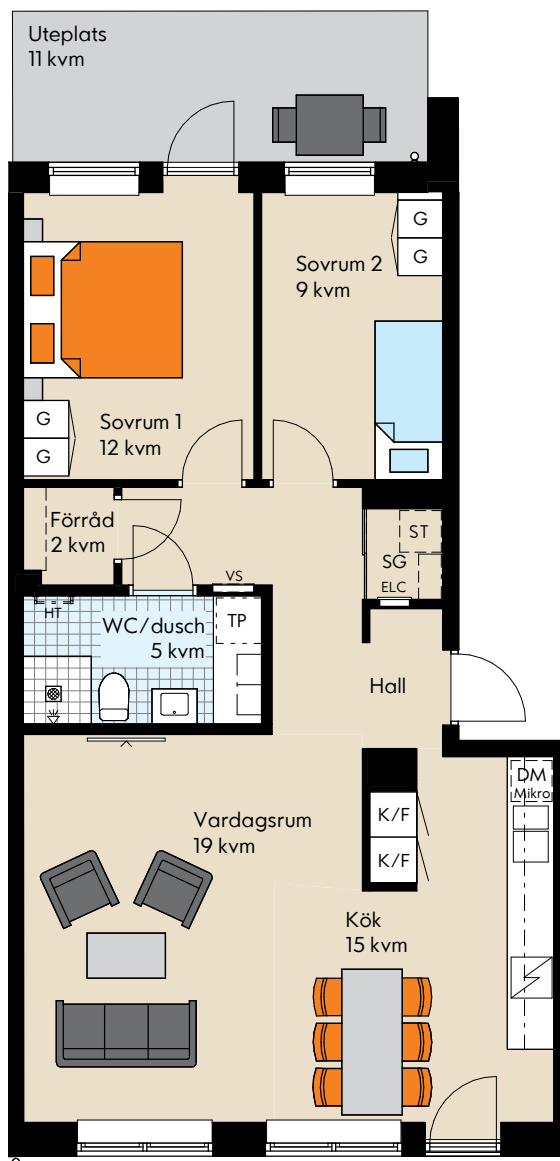 Uteplats
11 kvm
G
G
Sovrum 2
9 kvm
G
G
Sovrum 1
12 kvm
Förråd
2 kvm
ST
SG
ELC
VS
HT
WC/dusch
5 kvm
TP
Hall
DM
Mikro
K/F
K/F
Vardagsrum
19 kvm
Kök
15 kvm